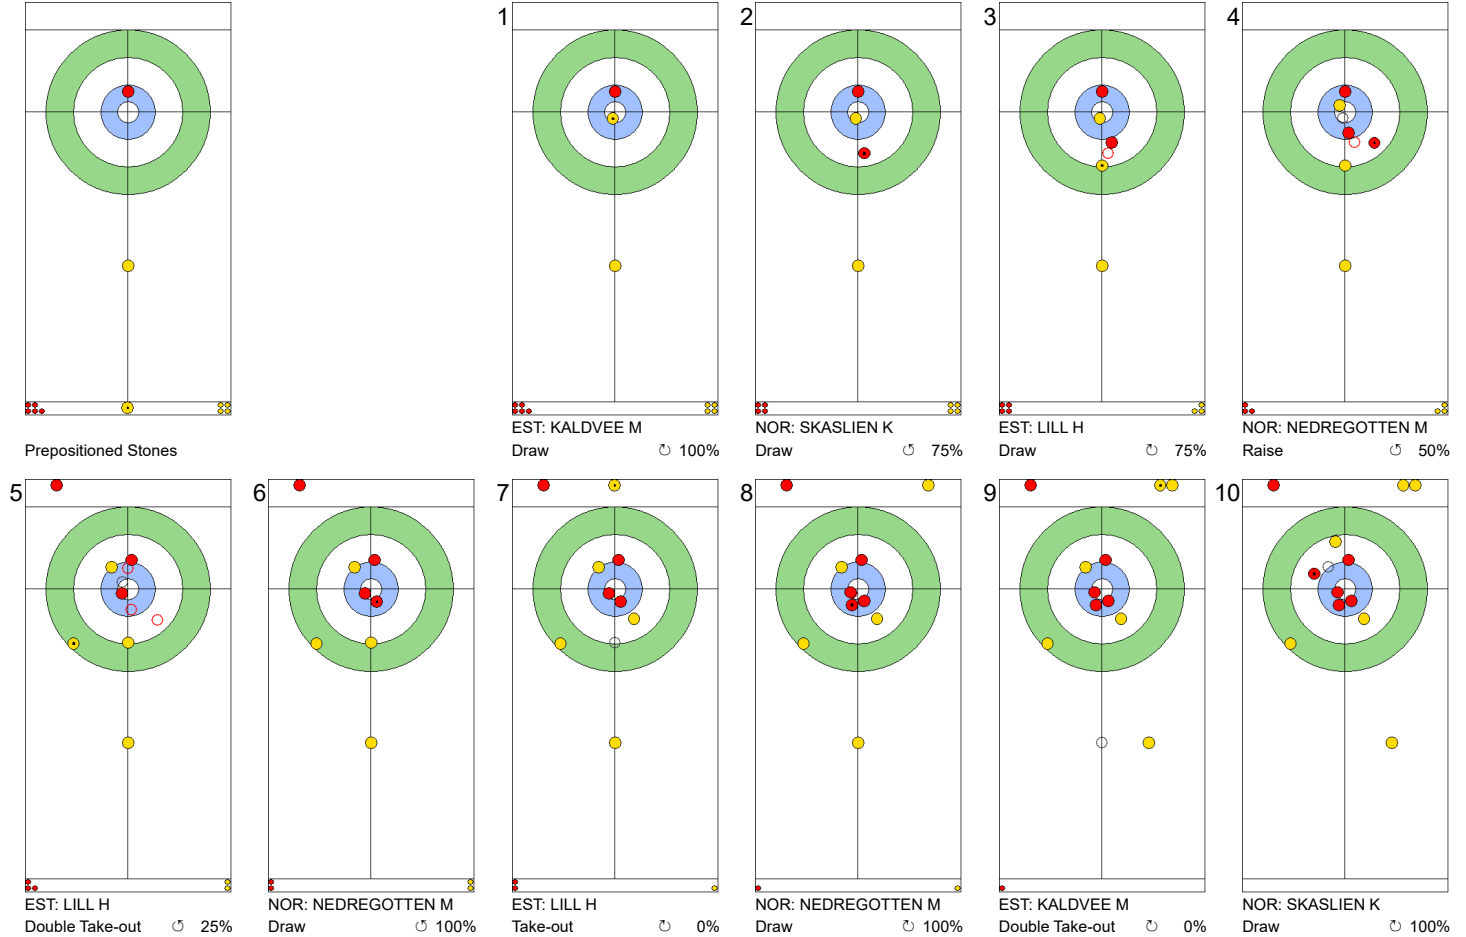 1
2
3
4
Prepositioned Stones
EST: KALDVEE M
Draw 100%
NOR: SKASLIEN K
Draw 75%
EST: LILL H
Draw 75%
NOR: NEDREGOTTEN M
Raise 50%
5
6
7
8
9
10
EST: LILL H
Double Take-out 25%
NOR: NEDREGOTTEN M
Draw 100%
EST: LILL H
Take-out 0%
NOR: NEDREGOTTEN M
Draw 100%
EST: KALDVEE M
Double Take-out 0%
NOR: SKASLIEN K
Draw 100%